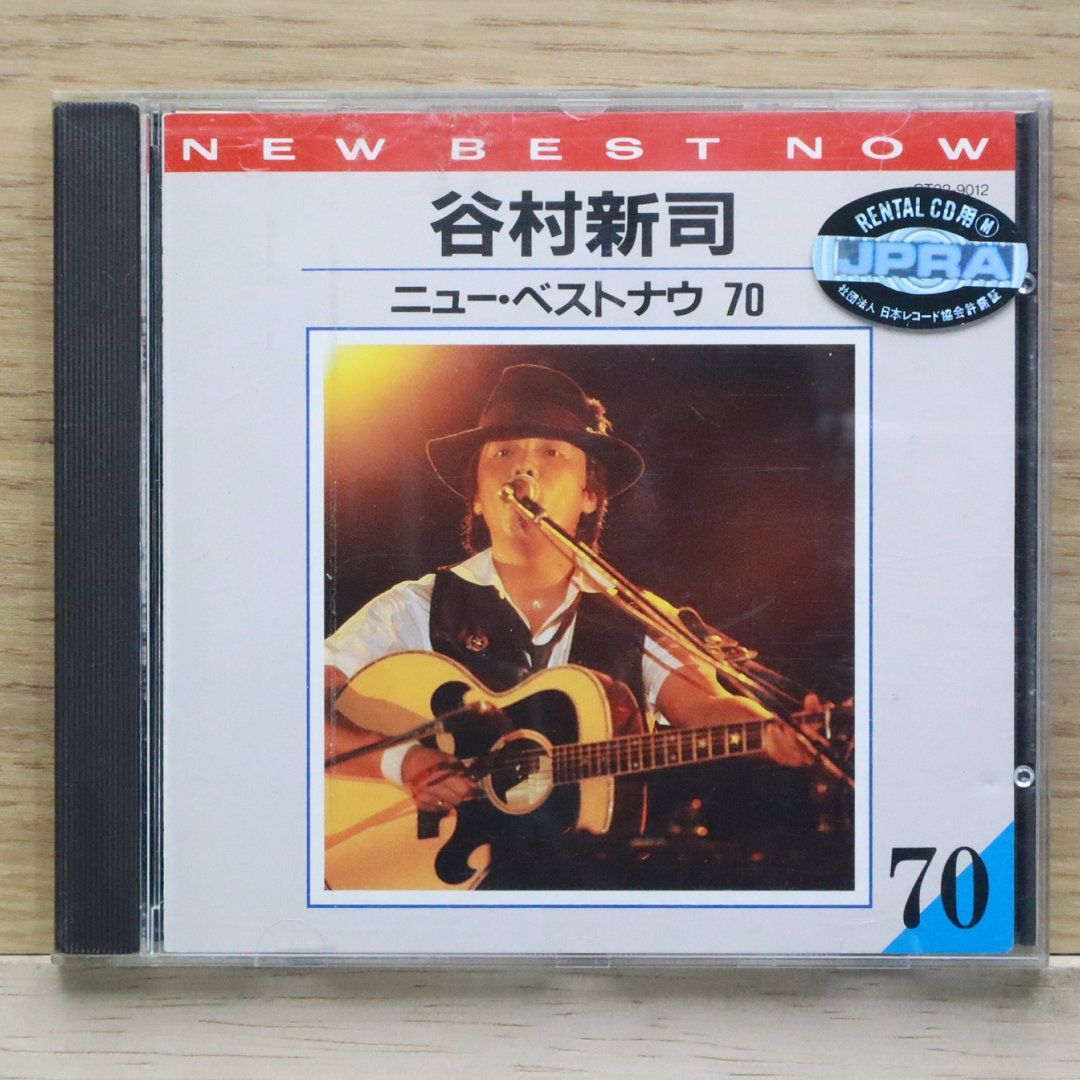 NEW BEST NOW
谷村新司
9012
RENTAL CD用 M
JPRA
社団法人 日本レコード協会許諾証
ニュー・ベストナウ 70
70